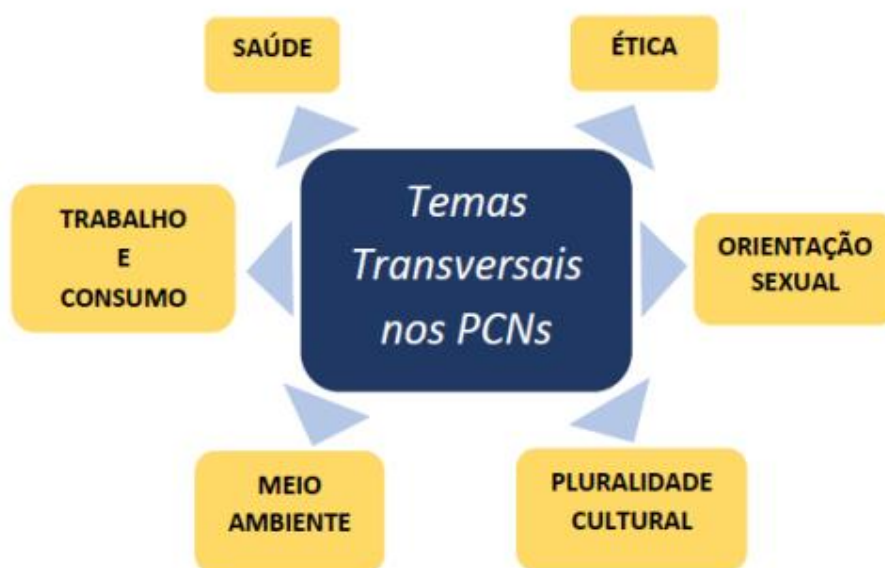 SAÚDE
ÉTICA
TRABALHO
E
CONSUMO
Temas
Transversais
nos PCNs
ORIENTAÇÃO
SEXUAL
MEIO
AMBIENTE
PLURALIDADE
CULTURAL